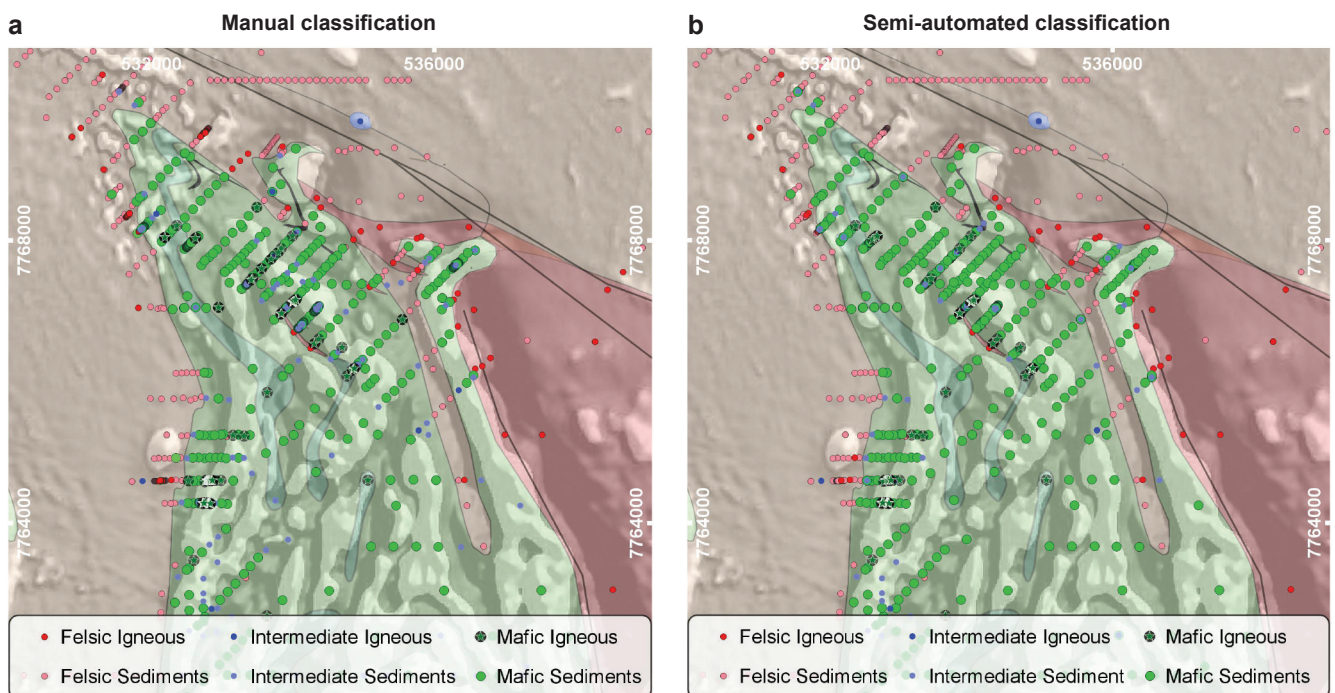 a Manual classification
532000 536000
7768000 7768000
7764000 7764000
Felsic Igneous Intermediate Igneous Mafic Igneous
Felsic Sediments Intermediate Sediments Mafic Sediments
b Semi-automated classification
532000 536000
7768000 7768000
7764000 7764000
Felsic Igneous Intermediate Igneous Mafic Igneous
Felsic Sediments Intermediate Sediment Mafic Sediments